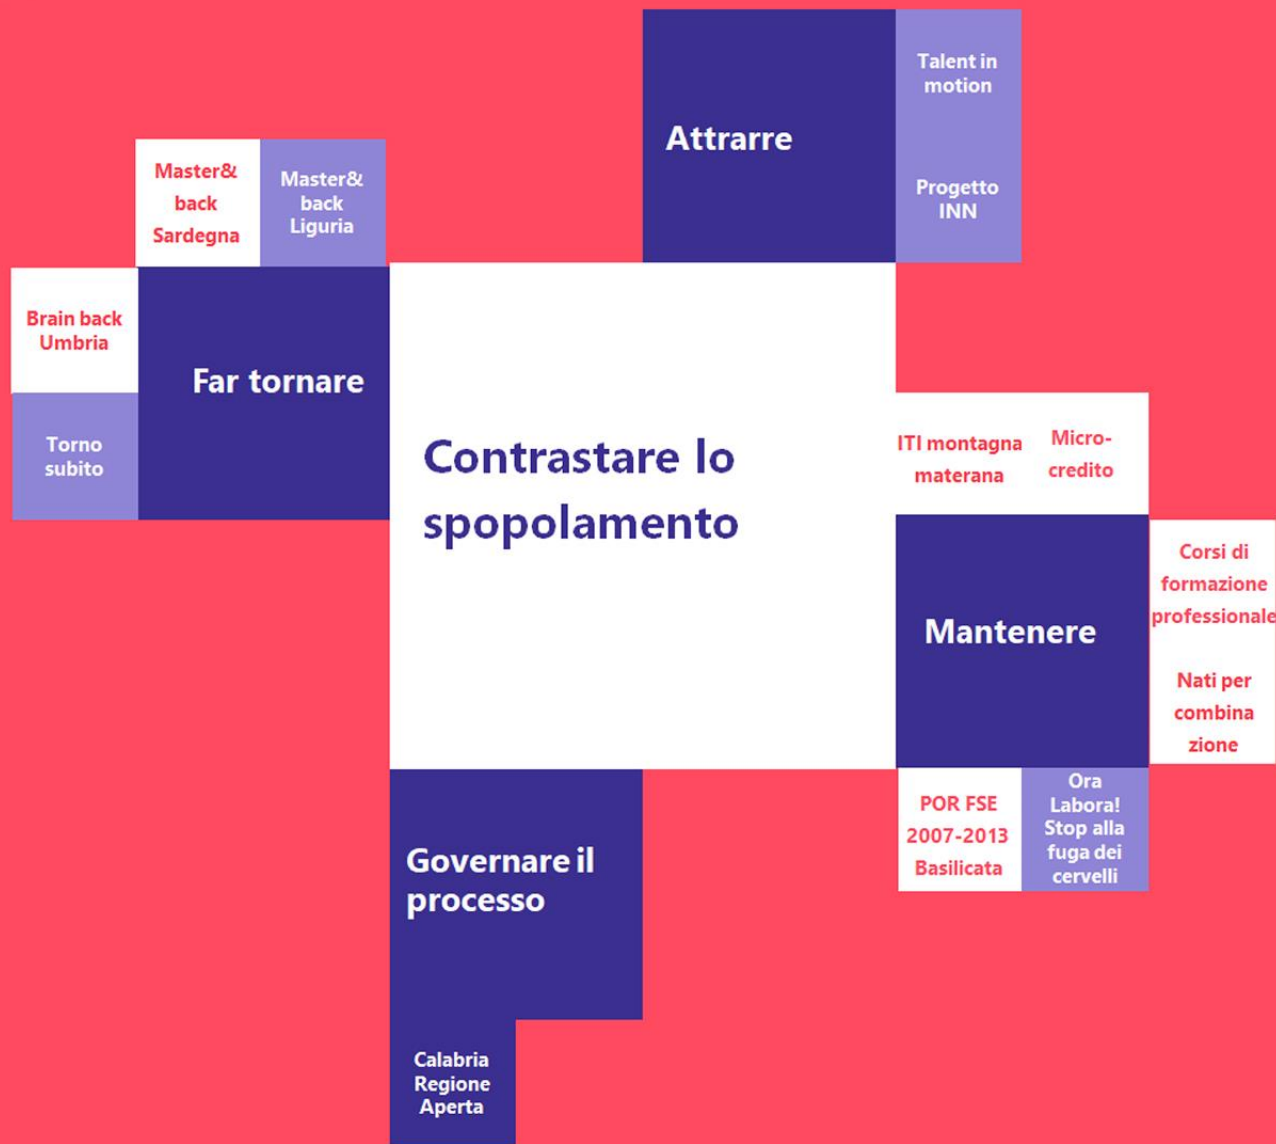 Talent in
motion
Attrarre
Progetto
INN
Master&
back
Sardegna
Master&
back
Liguria
Brain back
Umbria
Far tornare
Torno
subito
Contrastare lo
spopolamento
ITI montagna
materana
Micro-
credito
Mantenere
Corsi di
formazione
professionale
Nati per
combina
zione
POR FSE
2007-2013
Basilicata
Ora
Labora!
Stop alla
fuga dei
cervelli
Governare il
processo
Calabria
Regione
Aperta